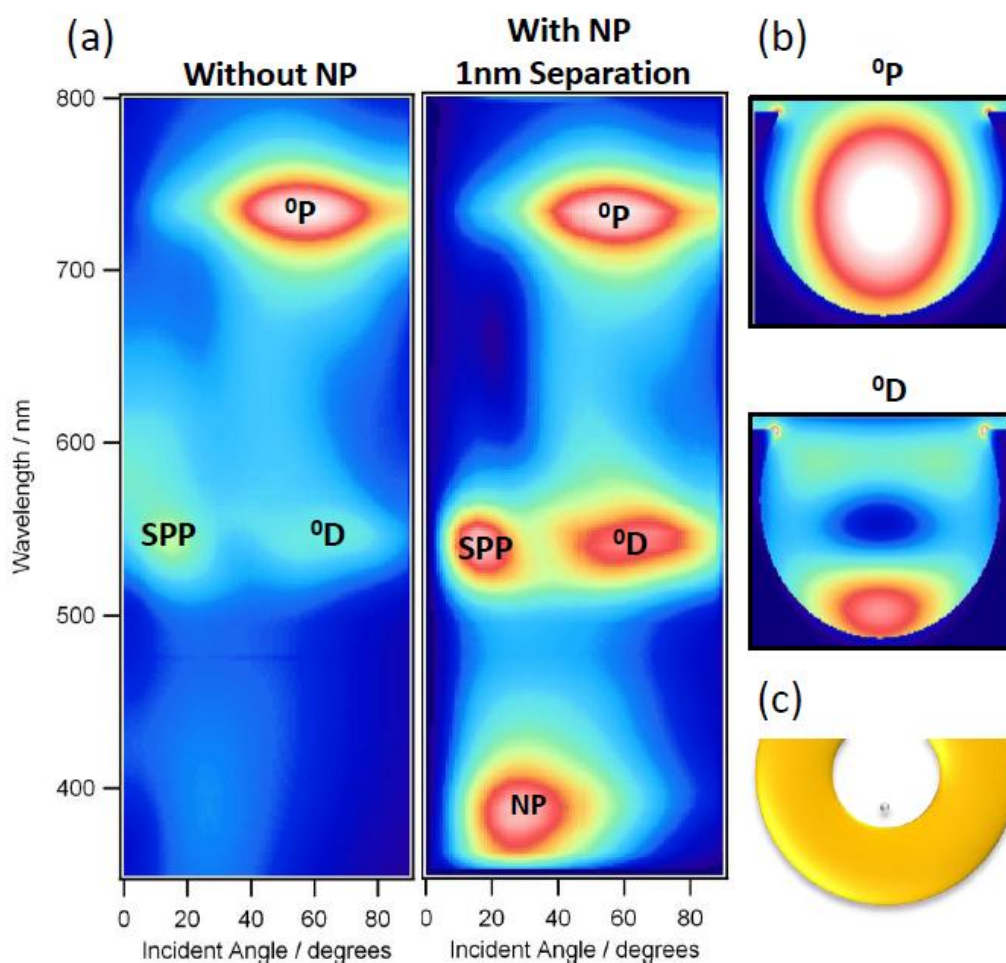 (a)
Without NP
With NP
1nm Separation
Wavelength / nm
800
700
600
500
400
⁰P
SPP
⁰D
0
20
40
60
80
Incident Angle / degrees
⁰P
SPP
⁰D
NP
0
20
40
60
80
Incident Angle / degrees
(b)
⁰P
⁰D
(c)